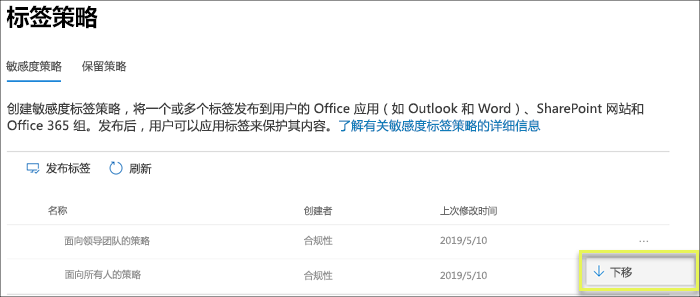 标签策略
敏感度策略 保留策略
创建敏感度标签策略，将一个或多个标签发布到用户的 Office 应用（如 Outlook 和 Word）、SharePoint 网站和
Office 365 组。发布后，用户可以应用标签来保护其内容。了解有关敏感度标签策略的详细信息
发布标签 刷新
名称 创建者 上次修改时间
面向领导团队的策略 合规性 2019/5/10 ...
面向所有人的策略 合规性 2019/5/10 下移